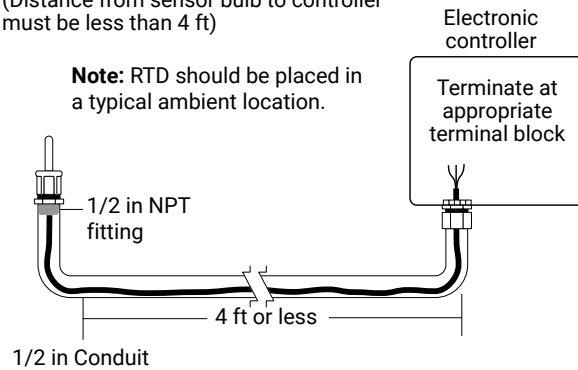 (Distance from sensor bulb to controller
must be less than 4 ft)
Electronic
controller
Note: RTD should be placed in
a typical ambient location.
Terminate at
appropriate
terminal block
1/2 in NPT
fitting
4 ft or less
1/2 in Conduit